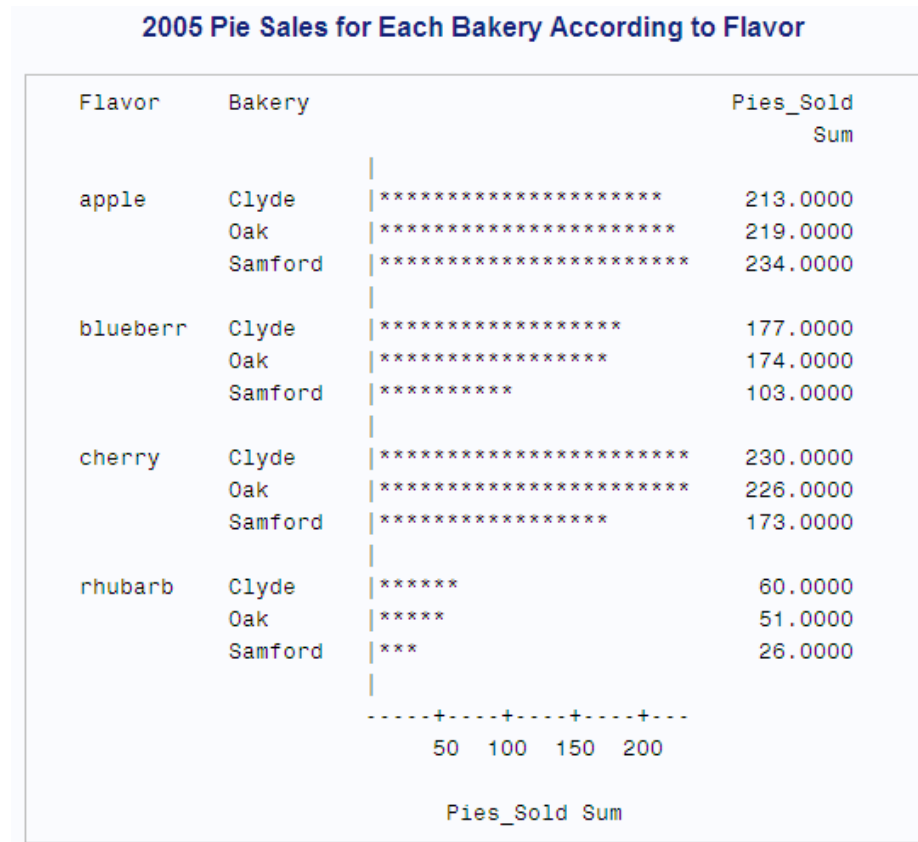 2005 Pie Sales for Each Bakery According to Flavor
Flavor Bakery Pies_Sold
Sum
|
apple Clyde |********************* 213.0000
Oak |********************** 219.0000
Samford |*********************** 234.0000
|
blueberr Clyde |****************** 177.0000
Oak |***************** 174.0000
Samford |********** 103.0000
|
cherry Clyde |*********************** 230.0000
Oak |*********************** 226.0000
Samford |***************** 173.0000
|
rhubarb Clyde |****** 60.0000
Oak |***** 51.0000
Samford |*** 26.0000
|
-----+----+----+----+---
50 100 150 200
Pies_Sold Sum